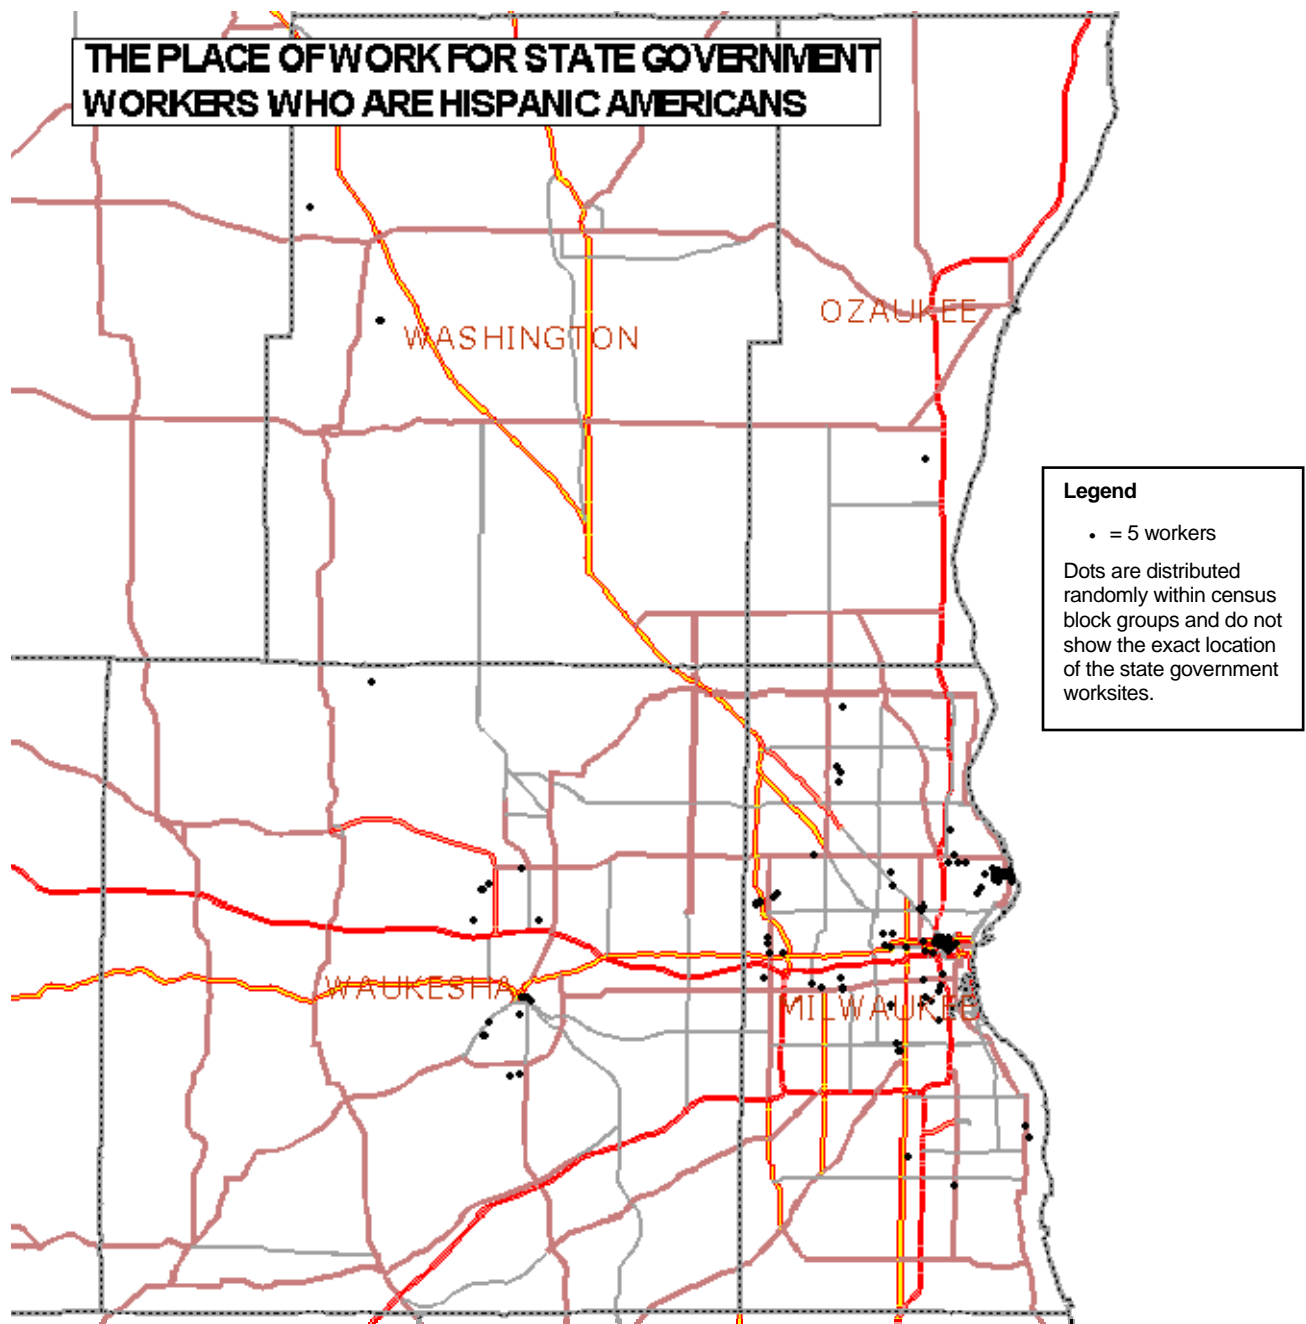 THE PLACE OF WORK FOR STATE GOVERNMENT
WORKERS WHO ARE HISPANIC AMERICANS
OZAUKEE
WASHINGTON
Legend
• = 5 workers
Dots are distributed
randomly within census
block groups and do not
show the exact location
of the state government
worksites.
WAUKESHA
MILWAUKEE